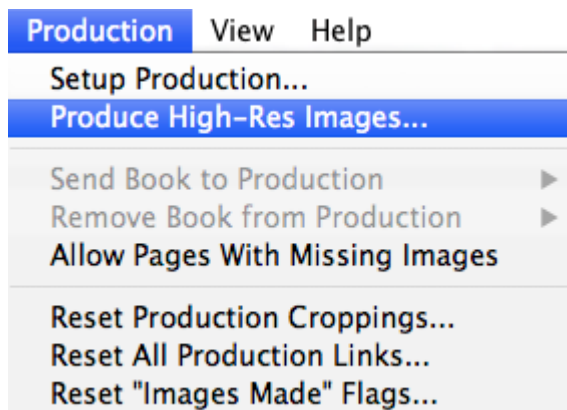 Production View Help
Setup Production...
Produce High-Res Images...
Send Book to Production
Remove Book from Production
Allow Pages With Missing Images
Reset Production Croppings...
Reset All Production Links...
Reset "Images Made" Flags...